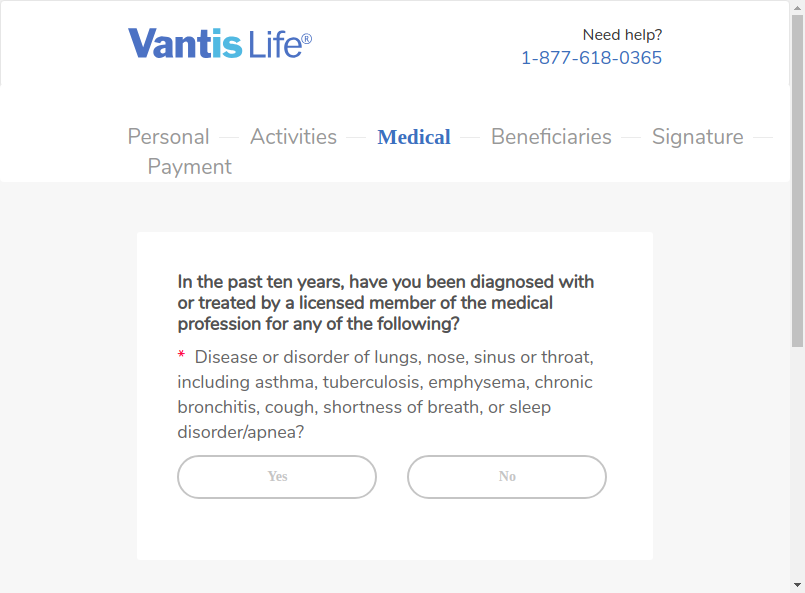 Vantis Life®
Need help?
1-877-618-0365
Personal
Activities
Medical
Beneficiaries
Signature
Payment
In the past ten years, have you been diagnosed with
or treated by a licensed member of the medical
profession for any of the following?
* Disease or disorder of lungs, nose, sinus or throat,
including asthma, tuberculosis, emphysema, chronic
bronchitis, cough, shortness of breath, or sleep
disorder/apnea?
Yes
No